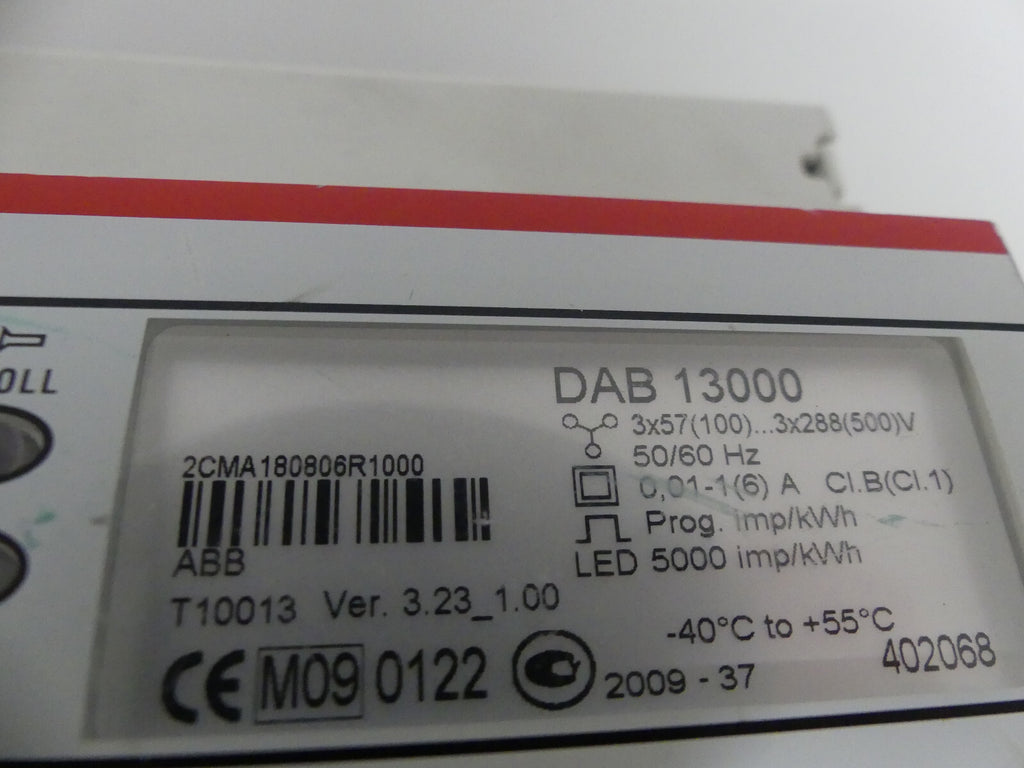 OLL
DAB 13000
3x57(100)...3x288(500)V
50/60 Hz
0,01-1(6) A Cl.B(Cl.1)
Prog. imp/kWh
LED 5000 imp/kWh
2CMA180806R1000
ABB
T10013 Ver. 3.23_1.00
-40°C to +55°C
CE M09 0122 2009 - 37 402068